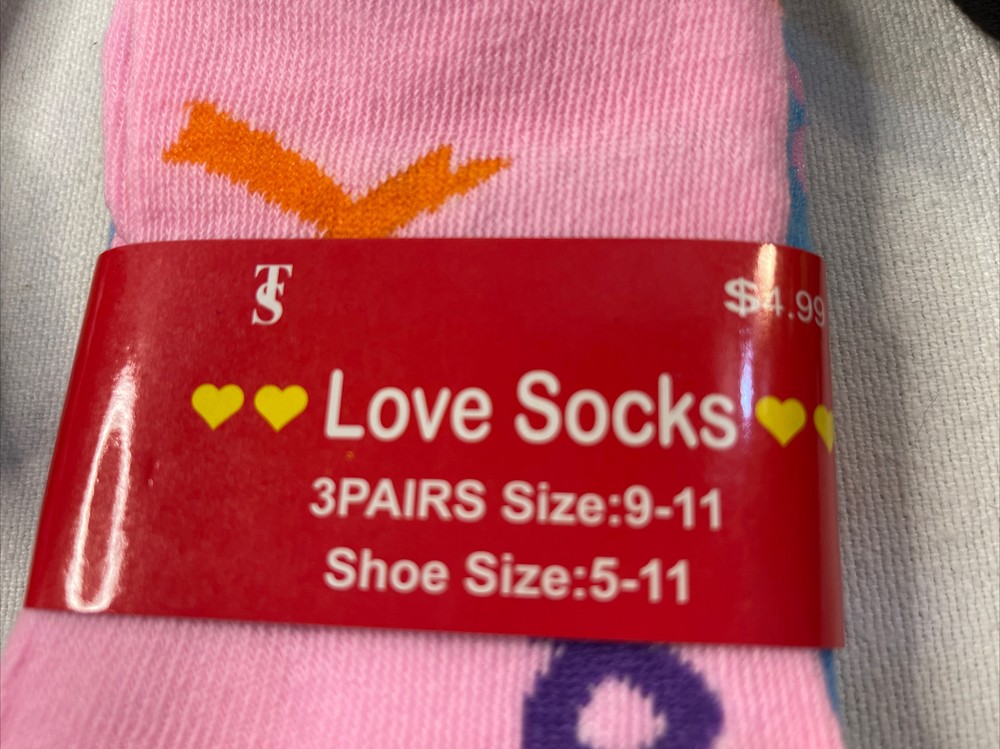 TS
$4.99
Love Socks
3PAIRS Size:9-11
Shoe Size:5-11